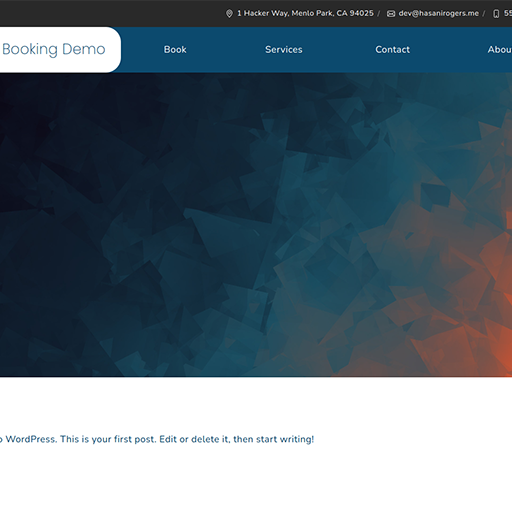 1 Hacker Way, Menlo Park, CA 94025 / dev@hasanirogers.me / 55
Booking Demo Book Services Contact Abou
o WordPress. This is your first post. Edit or delete it, then start writing!